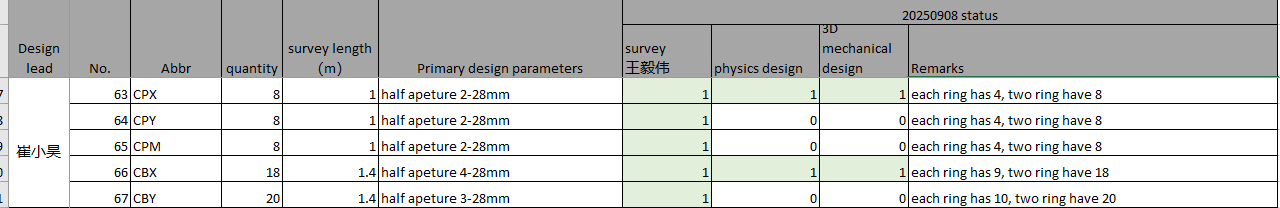 20250908 status
Design lead No. Abbr quantity survey length (m) Primary design parameters survey 王毅伟 physics design 3D mechanical design Remarks
63 CPX 8 1 half apeture 2-28mm 1 1 1 each ring has 4, two ring have 8
64 CPY 8 1 half apeture 2-28mm 1 0 0 each ring has 4, two ring have 8
崔小昊 65 CPM 8 1 half apeture 2-28mm 1 0 0 each ring has 4, two ring have 8
66 CBX 18 1.4 half apeture 4-28mm 1 1 1 each ring has 9, two ring have 18
67 CBY 20 1.4 half apeture 3-28mm 1 0 0 each ring has 10, two ring have 20